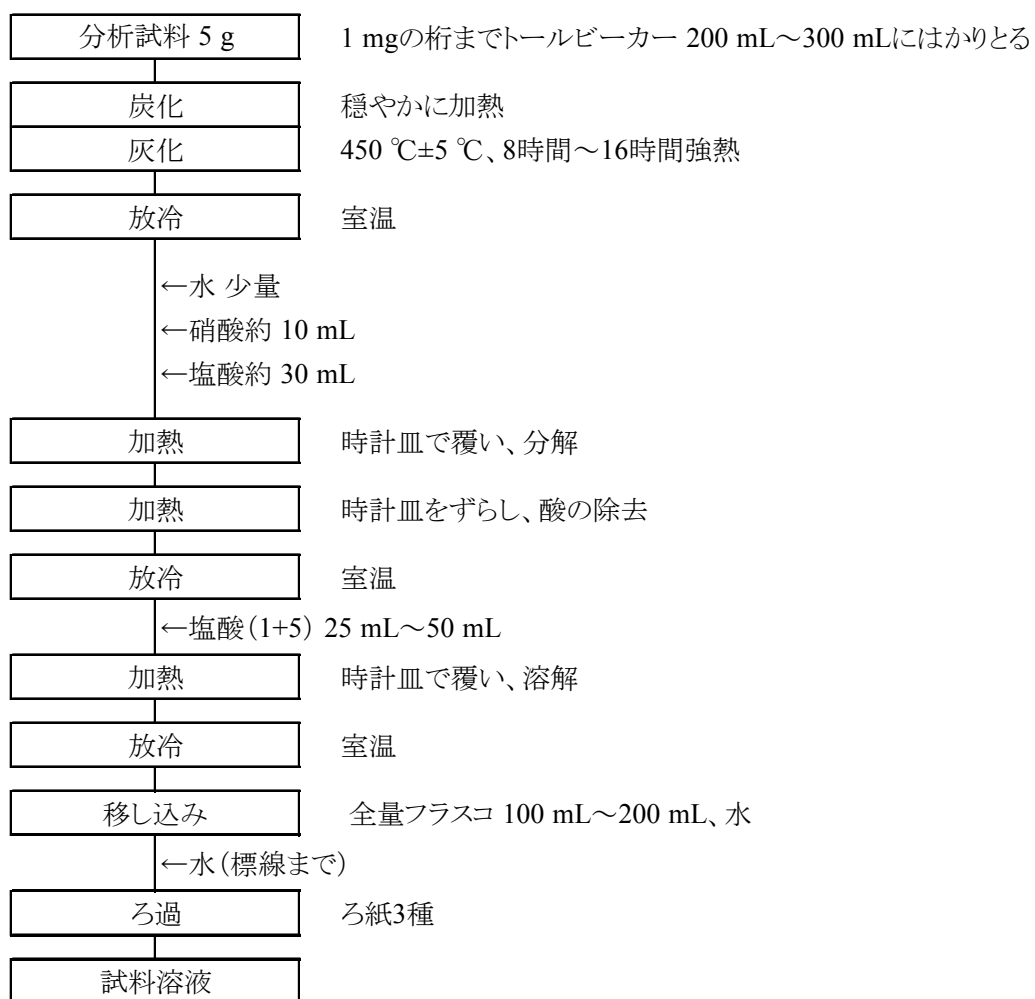 分析試料 5 g 1 mgの桁までトールビーカー 200 mL～300 mLにはかりとる
炭化 穏やかに加熱
灰化 450 ℃±5 ℃、8時間～16時間強熱
放冷 室温
←水 少量
←硝酸約 10 mL
←塩酸約 30 mL
加熱 時計皿で覆い、分解
加熱 時計皿をずらし、酸の除去
放冷 室温
←塩酸（1+5） 25 mL～50 mL
加熱 時計皿で覆い、溶解
放冷 室温
移し込み 全量フラスコ 100 mL～200 mL、水
←水（標線まで）
ろ過 ろ紙3種
試料溶液